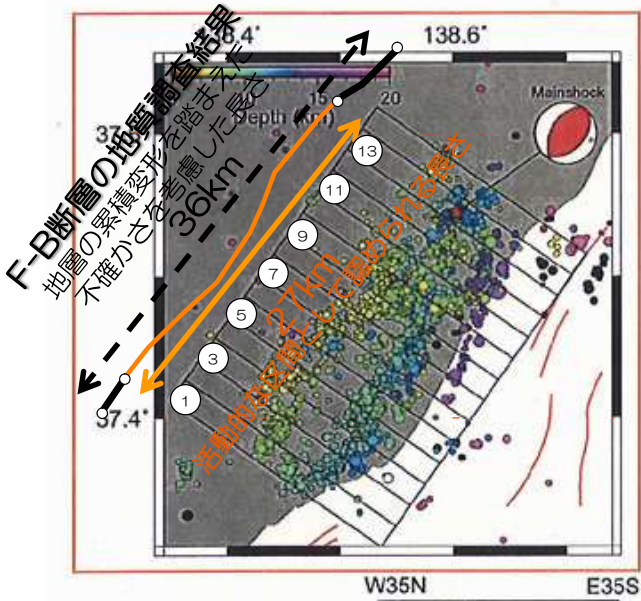 138.6°
F-B断層の地質調査結果
地層の累積変形を踏まえた
不確かさを考慮した長さ
36km
15
20
Depth (km)
Mainshock
13
11
9
7
5
3
1
27km
活動的な区間として認められる長さ
37.4°
W35N
E35S